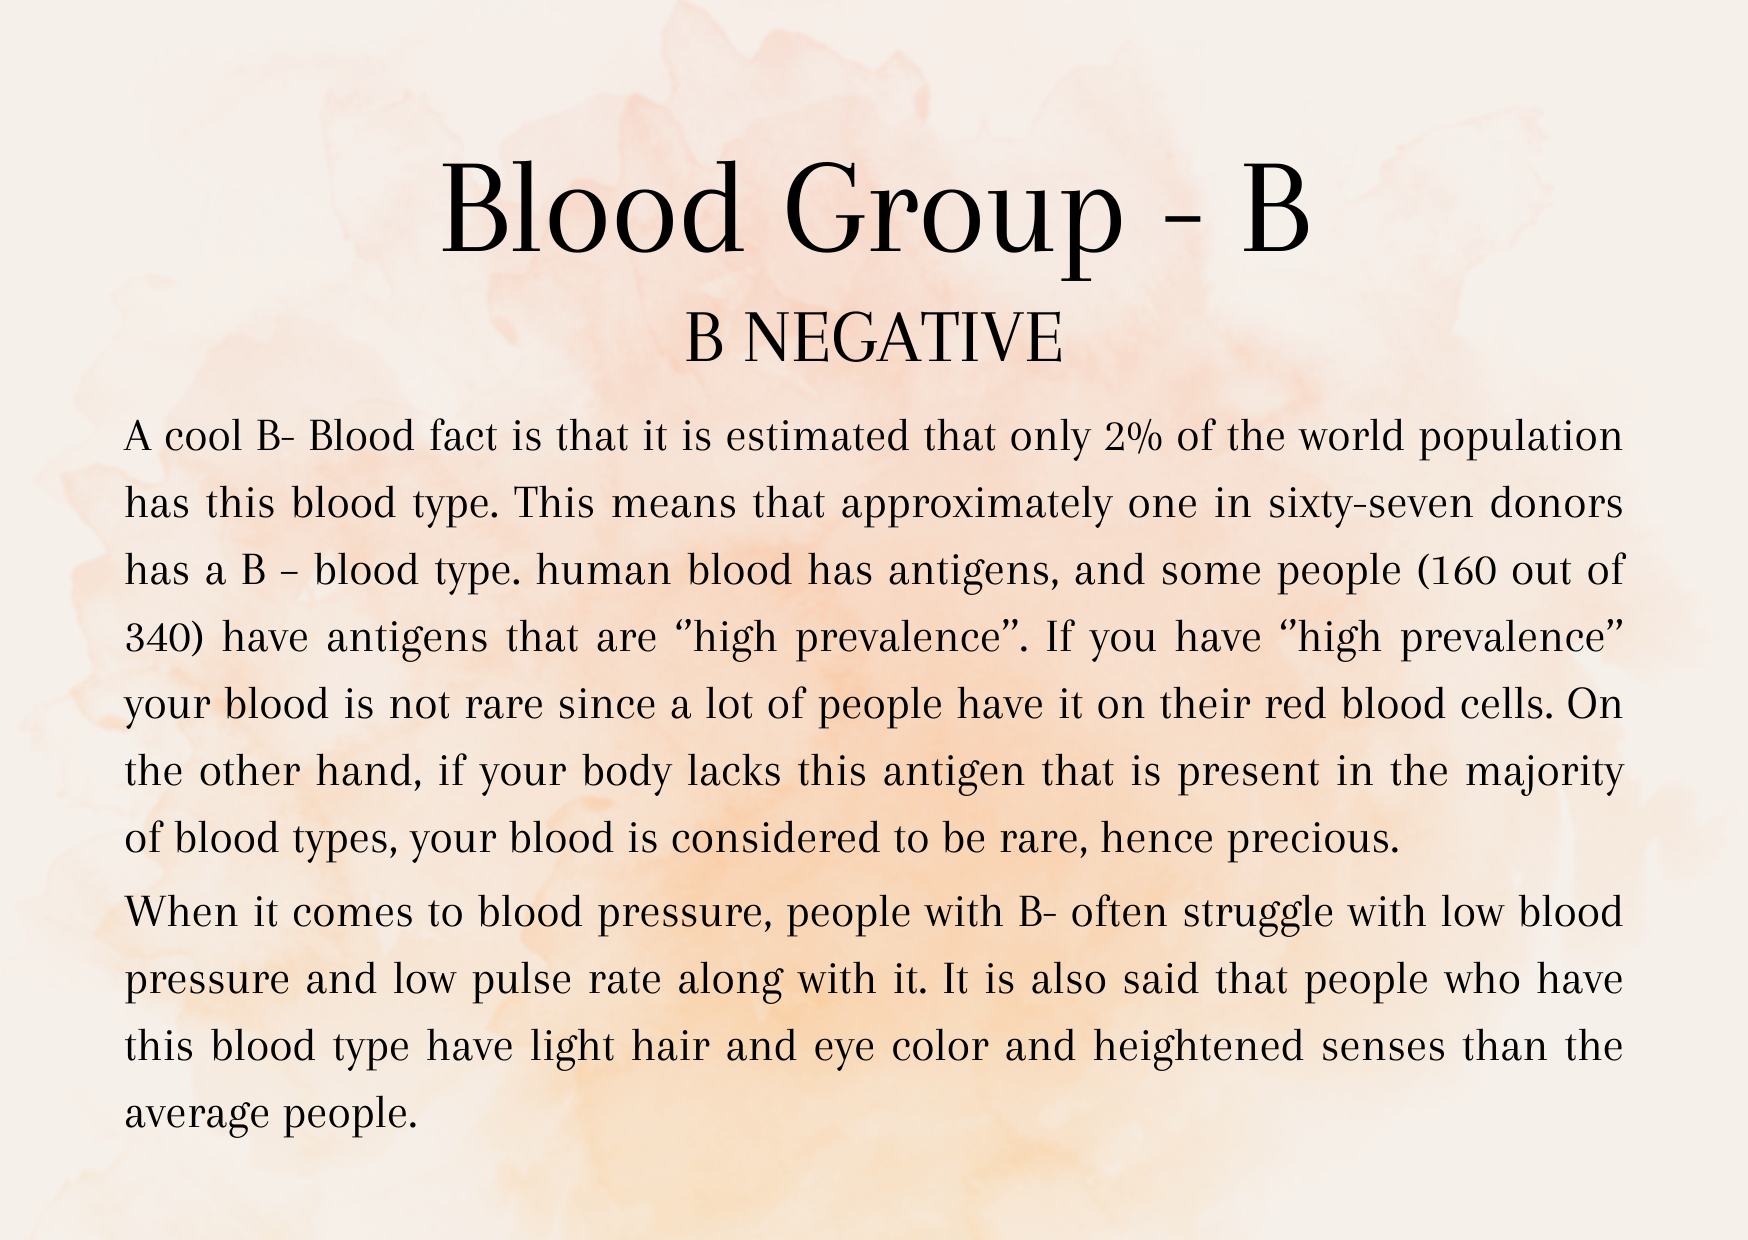 Blood Group - B
B NEGATIVE
A cool B- Blood fact is that it is estimated that only 2% of the world population
has this blood type. This means that approximately one in sixty-seven donors
has a B – blood type. human blood has antigens, and some people (160 out of
340) have antigens that are ‘’high prevalence’’. If you have ‘’high prevalence’’
your blood is not rare since a lot of people have it on their red blood cells. On
the other hand, if your body lacks this antigen that is present in the majority
of blood types, your blood is considered to be rare, hence precious.
When it comes to blood pressure, people with B- often struggle with low blood
pressure and low pulse rate along with it. It is also said that people who have
this blood type have light hair and eye color and heightened senses than the
average people.